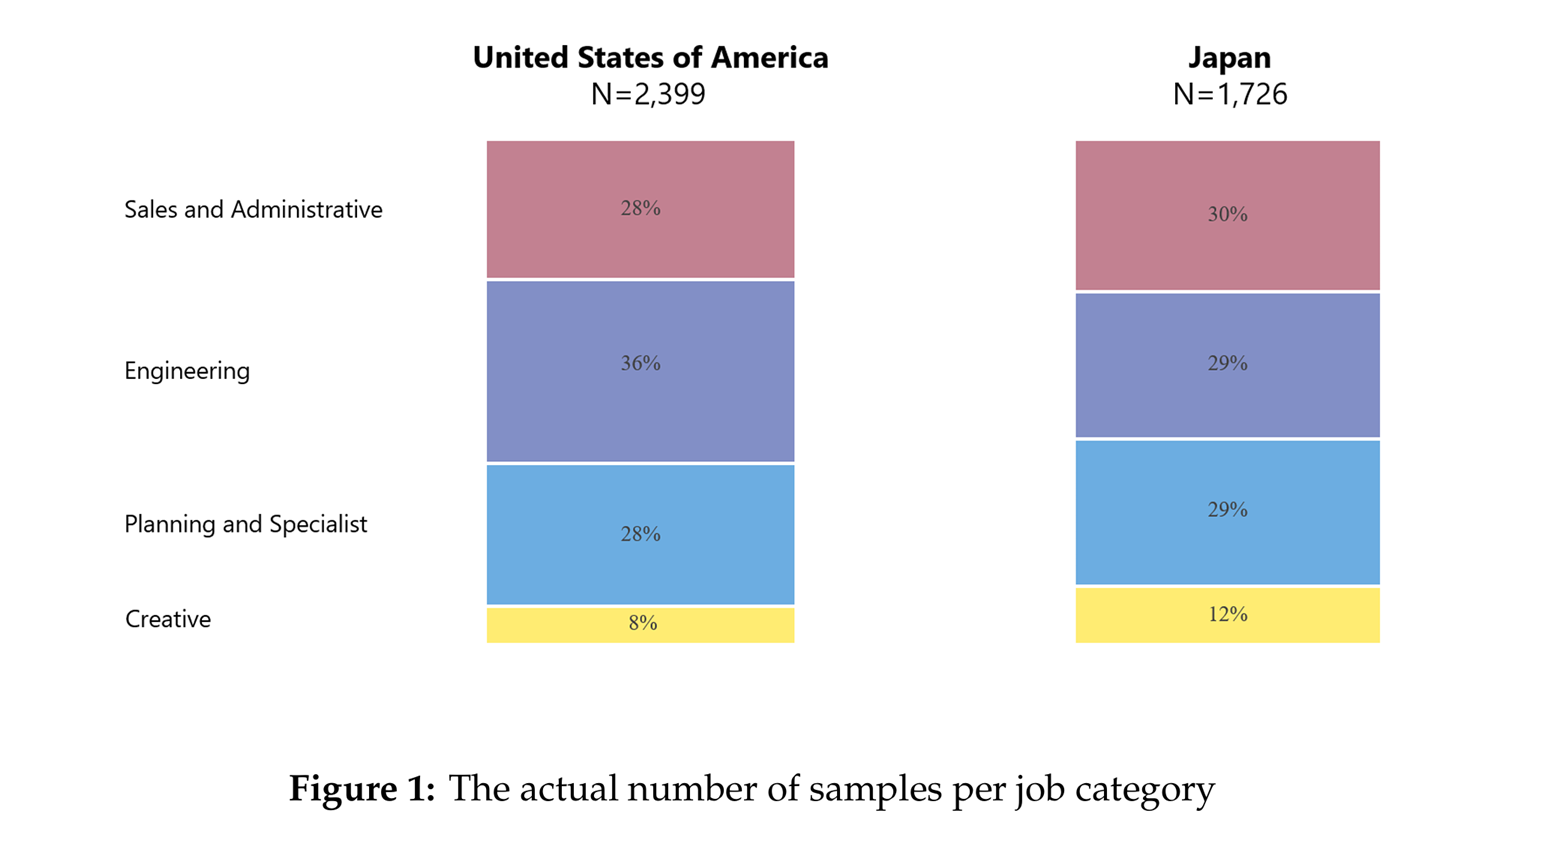 United States of America
N=2,399
Japan
N=1,726
Sales and Administrative
28%
30%
Engineering
36%
29%
Planning and Specialist
28%
29%
Creative
8%
12%
Figure 1: The actual number of samples per job category